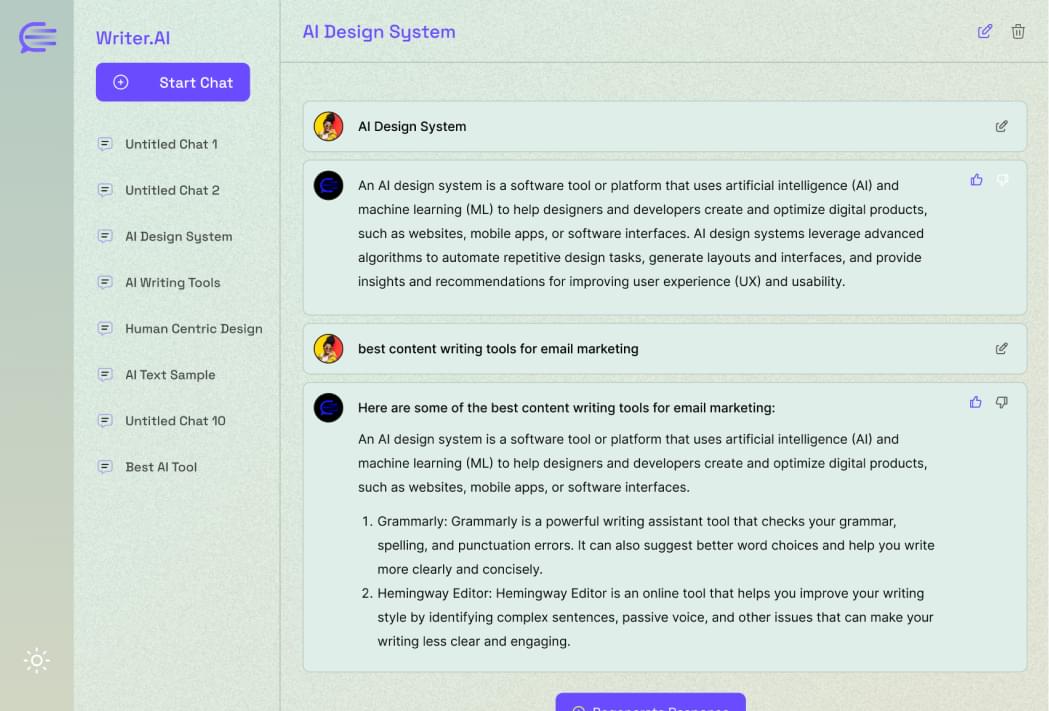 Writer.AI
Start Chat
Untitled Chat 1
Untitled Chat 2
AI Design System
AI Writing Tools
Human Centric Design
AI Text Sample
Untitled Chat 10
Best AI Tool
AI Design System
AI Design System
An AI design system is a software tool or platform that uses artificial intelligence (AI) and
machine learning (ML) to help designers and developers create and optimize digital products,
such as websites, mobile apps, or software interfaces. AI design systems leverage advanced
algorithms to automate repetitive design tasks, generate layouts and interfaces, and provide
insights and recommendations for improving user experience (UX) and usability.
best content writing tools for email marketing
Here are some of the best content writing tools for email marketing:
An AI design system is a software tool or platform that uses artificial intelligence (AI) and
machine learning (ML) to help designers and developers create and optimize digital products,
such as websites, mobile apps, or software interfaces.
1. Grammarly: Grammarly is a powerful writing assistant tool that checks your grammar,
spelling, and punctuation errors. It can also suggest better word choices and help you write
more clearly and concisely.
2. Hemingway Editor: Hemingway Editor is an online tool that helps you improve your writing
style by identifying complex sentences, passive voice, and other issues that can make your
writing less clear and engaging.
Regenerate Response